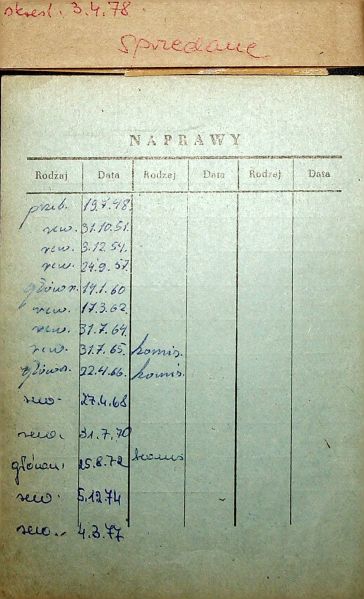 skreśl. 3.4.78
Sprzedane
NAPRAWY
Rodzaj Data Rodzaj Data Rodzaj Data
przeb. 19.7.48.
rew. 31.10.51.
rew. 3.12.54.
rew. 24.9.57.
główn. 14.1.60
rew. 17.3.62.
rew. 31.7.64.
rew. 31.7.65. komis.
główn. 22.4.66. komis.
rew. 27.4.68
rew. 31.7.70
główn. 25.8.72 komis
rew. 5.12.74
rew. 4.3.77